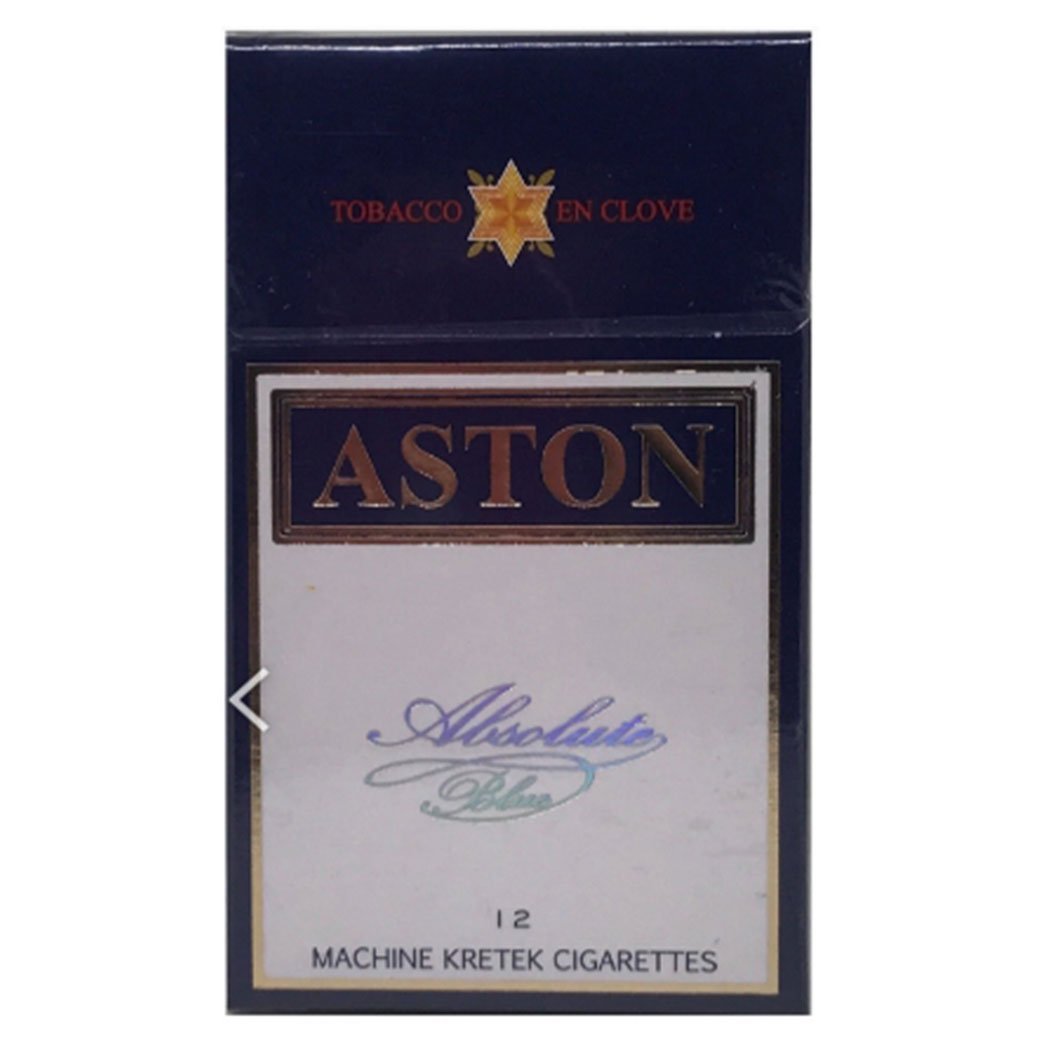 TOBACCO EN CLOVE
ASTON
Absolute
Blue
12
MACHINE KRETEK CIGARETTES